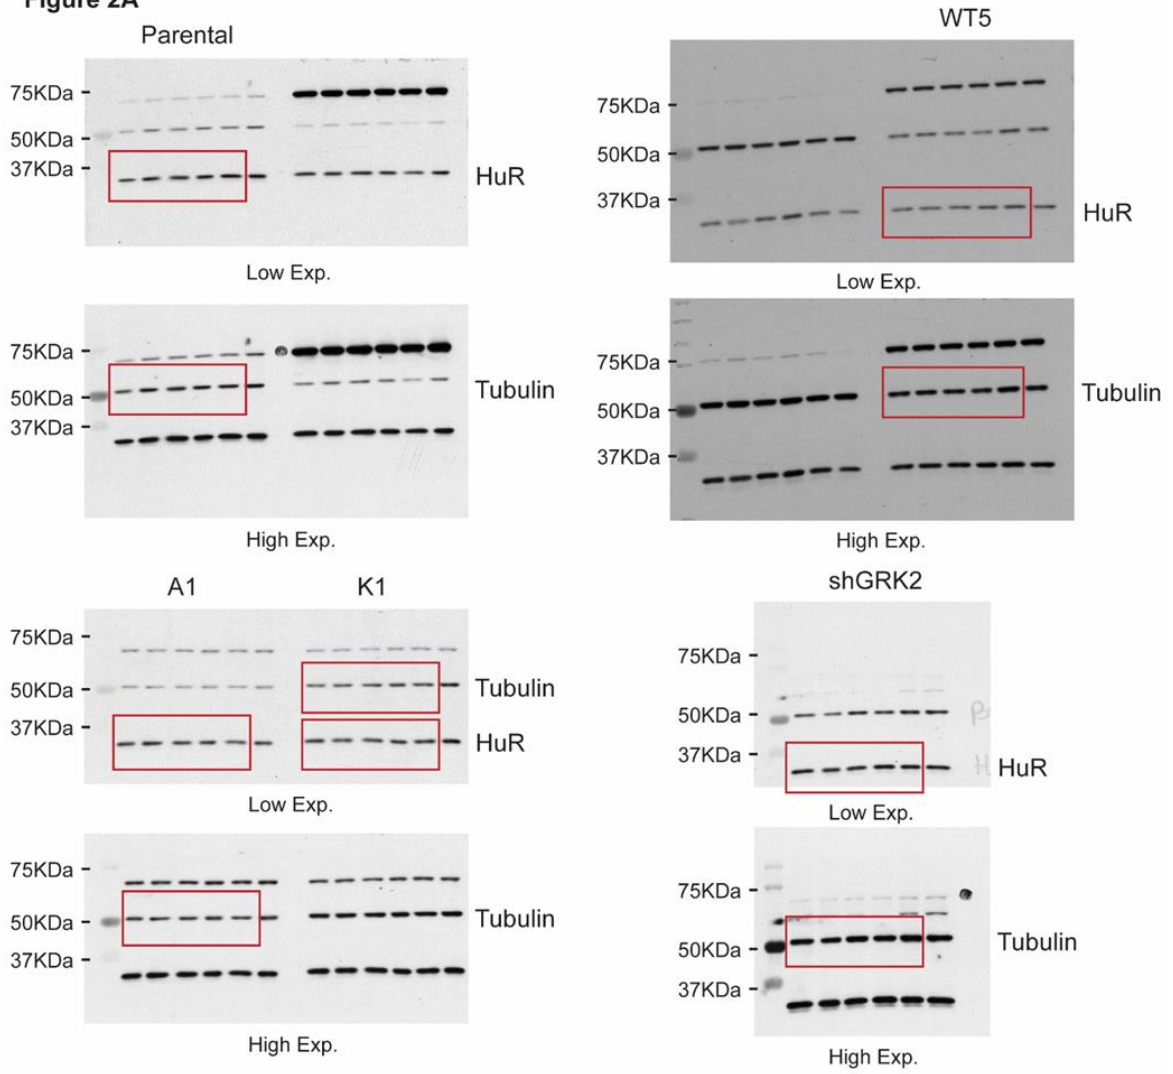 Figure 2A
Parental
75KDa
50KDa
37KDa
HuR
Low Exp.
75KDa
50KDa
37KDa
Tubulin
High Exp.
WT5
75KDa
50KDa
37KDa
HuR
Low Exp.
75KDa
50KDa
37KDa
Tubulin
High Exp.
A1 K1
75KDa
50KDa
37KDa
Tubulin
HuR
Low Exp.
75KDa
50KDa
37KDa
Tubulin
High Exp.
shGRK2
75KDa
50KDa
37KDa
HuR
Low Exp.
75KDa
50KDa
37KDa
Tubulin
High Exp.